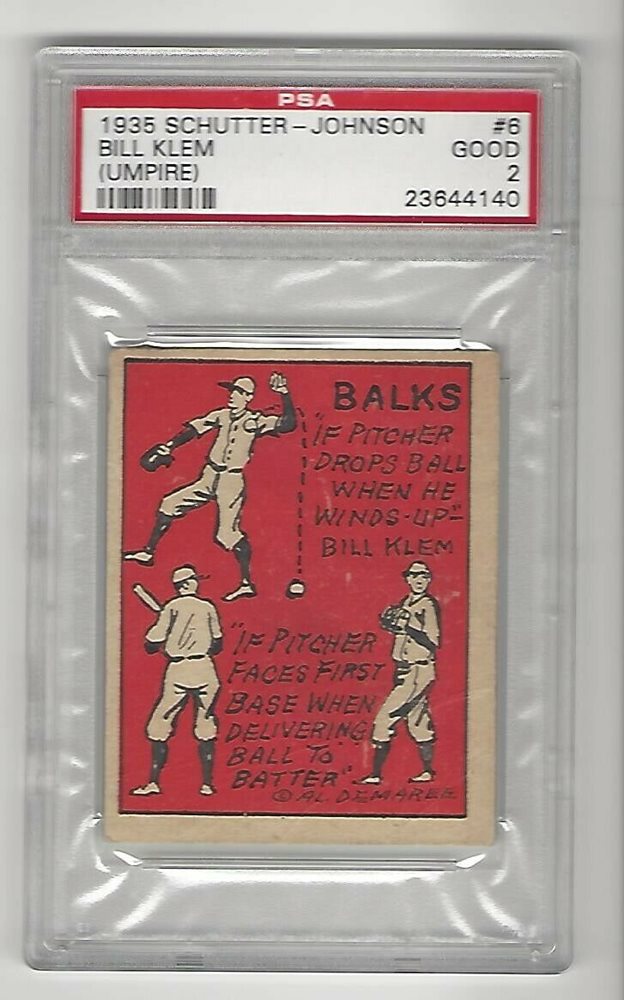 PSA
1935 SCHUTTER-JOHNSON #6
BILL KLEM GOOD
(UMPIRE) 2
23644140
BALKS
"IF PITCHER
DROPS BALL
WHEN HE
WINDS-UP"
BILL KLEM
"IF PITCHER
FACES FIRST
BASE WHEN
DELIVERING
BALL TO
BATTER"
© AL. DEMAREE